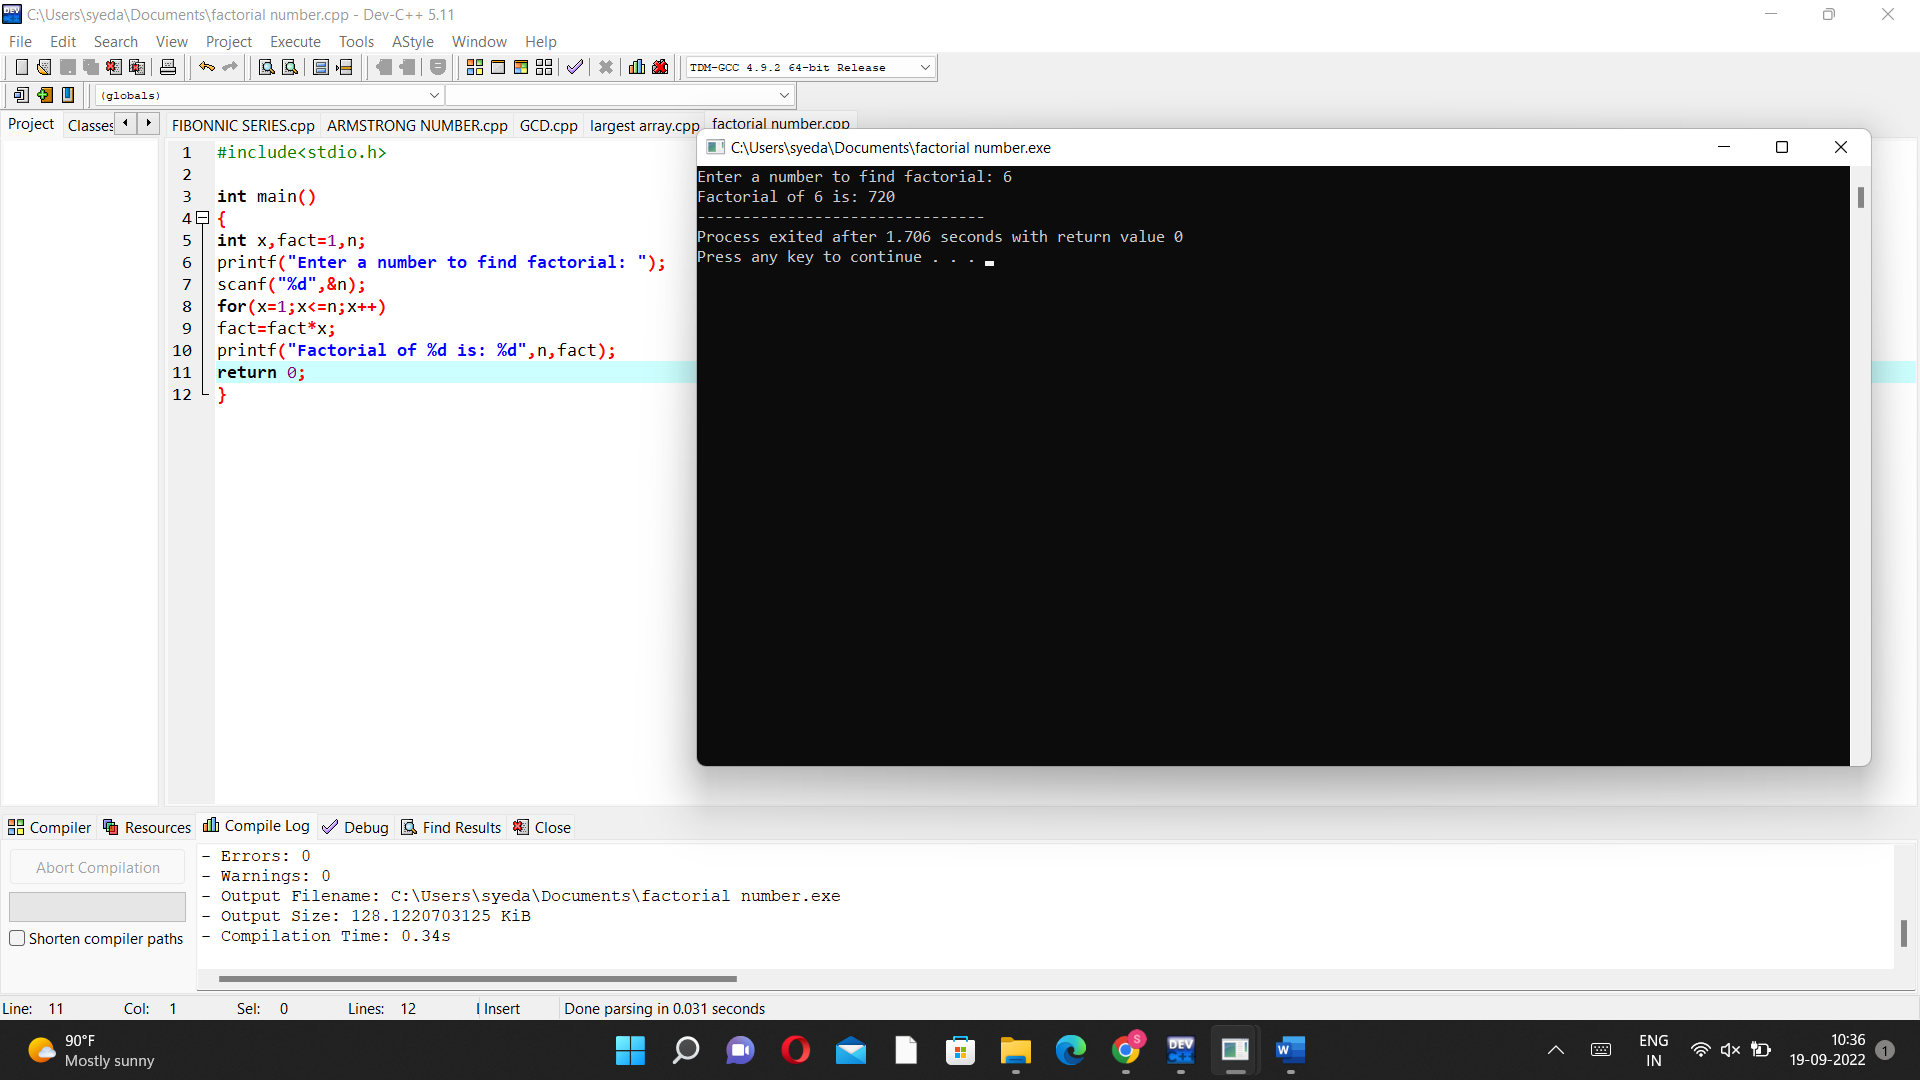 C:\Users\syeda\Documents\factorial number.cpp - Dev-C++ 5.11
File Edit Search View Project Execute Tools AStyle Window Help
TDM-GCC 4.9.2 64-bit Release
(globals)
Project Classes FIBONNIC SERIES.cpp ARMSTRONG NUMBER.cpp GCD.cpp largest array.cpp factorial number.cpp
1 #include<stdio.h>
2
3 int main()
4 {
5 int x,fact=1,n;
6 printf("Enter a number to find factorial: ");
7 scanf("%d",&n);
8 for(x=1;x<=n;x++)
9 fact=fact*x;
10 printf("Factorial of %d is: %d",n,fact);
11 return 0;
12 }
C:\Users\syeda\Documents\factorial number.exe
Enter a number to find factorial: 6
Factorial of 6 is: 720
--------------------------------
Process exited after 1.706 seconds with return value 0
Press any key to continue . . .
Compiler Resources Compile Log Debug Find Results Close
Abort Compilation
Shorten compiler paths
- Errors: 0
- Warnings: 0
- Output Filename: C:\Users\syeda\Documents\factorial number.exe
- Output Size: 128.1220703125 KiB
- Compilation Time: 0.34s
Line: 11 Col: 1 Sel: 0 Lines: 12 Insert Done parsing in 0.031 seconds
90°F
Mostly sunny
S
DEV
C++
W
ENG
IN
10:36
19-09-2022
1